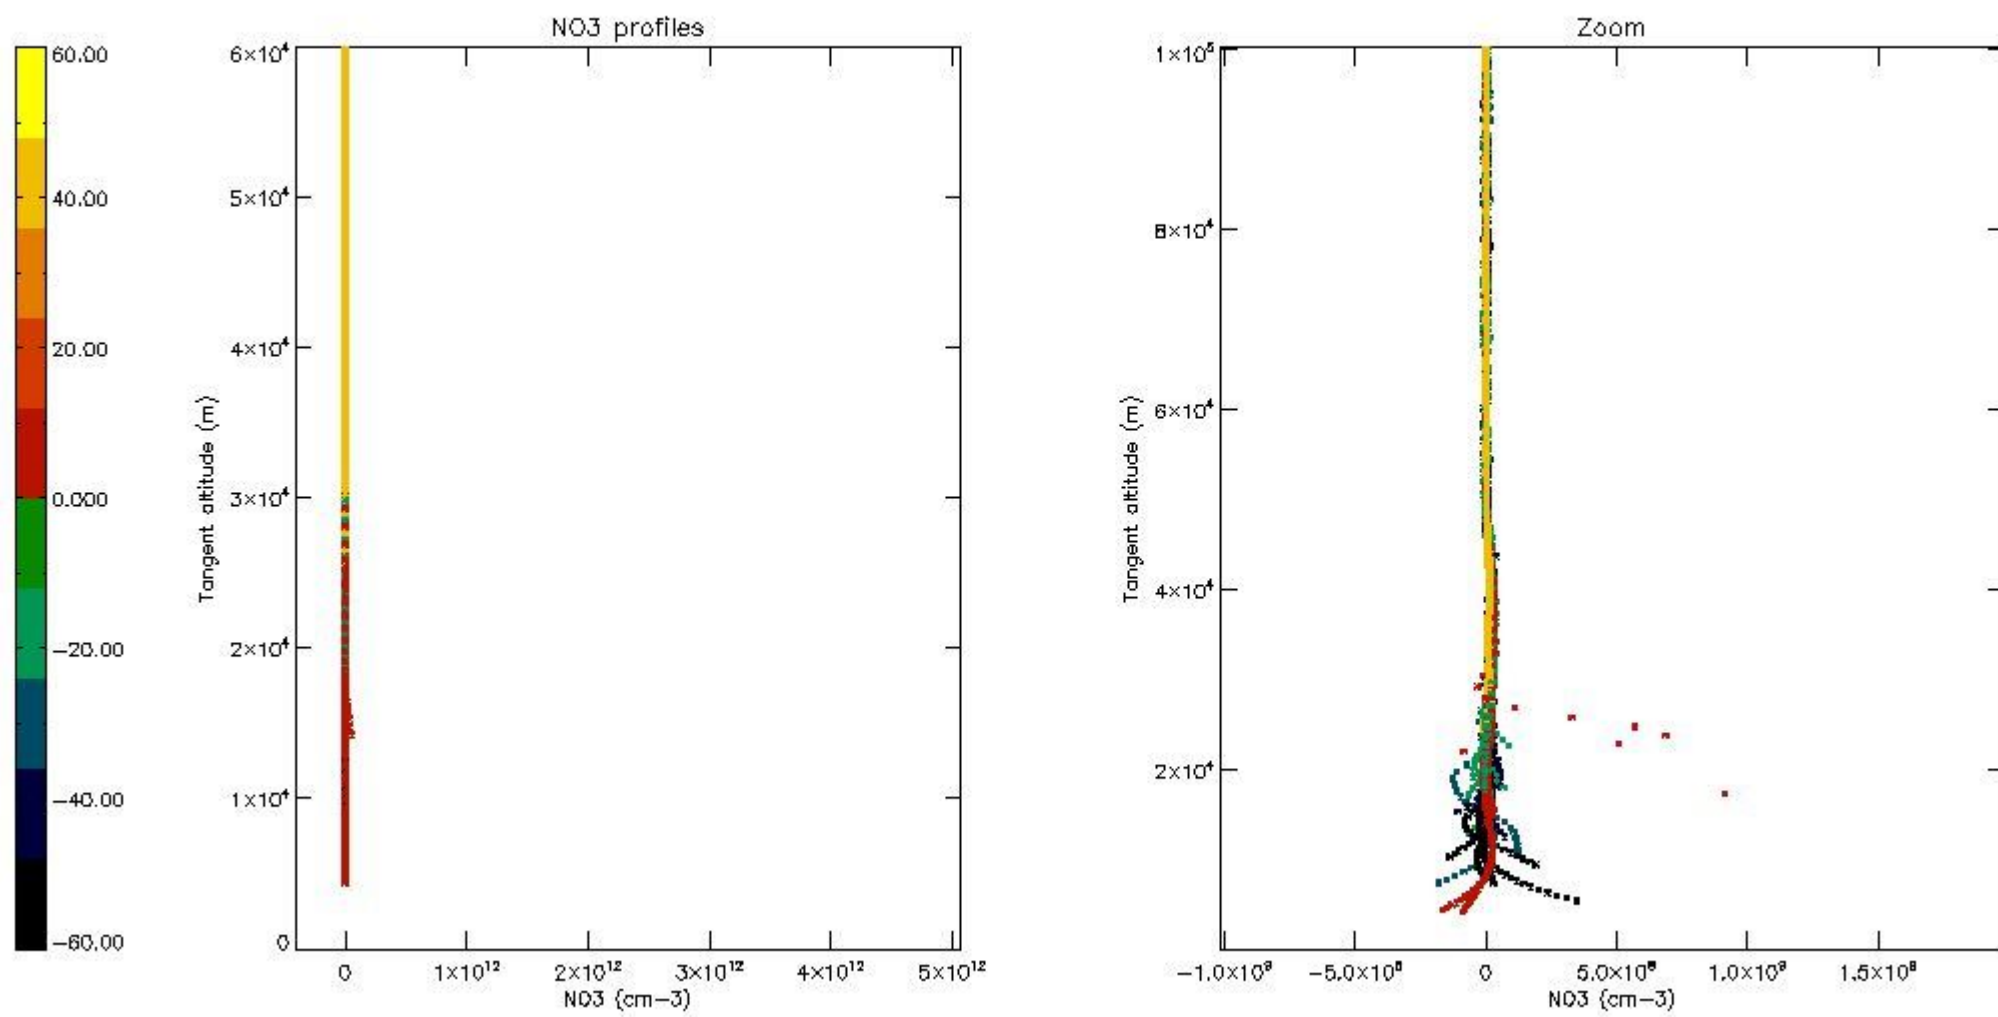 NO3 profiles
60.00
40.00
20.00
0.000
−20.00
−40.00
−60.00
6×10⁴
5×10⁴
4×10⁴
3×10⁴
2×10⁴
1×10⁴
0
Tangent altitude (m)
0 1×10¹² 2×10¹² 3×10¹² 4×10¹² 5×10¹²
NO3 (cm−3)
Zoom
1×10⁵
8×10⁴
6×10⁴
4×10⁴
2×10⁴
Tangent altitude (m)
−1.0×10⁹ −5.0×10⁸ 0 5.0×10⁸ 1.0×10⁹ 1.5×10⁹
NO3 (cm−3)